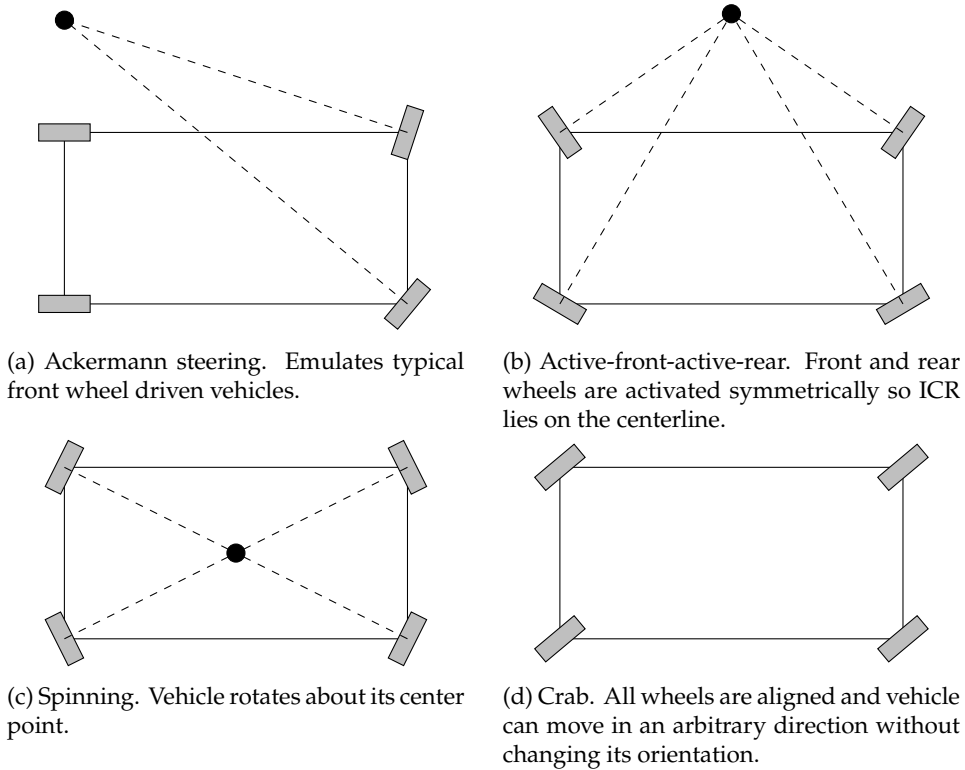 (a) Ackermann steering. Emulates typical
front wheel driven vehicles.
(b) Active-front-active-rear. Front and rear
wheels are activated symmetrically so ICR
lies on the centerline.
(c) Spinning. Vehicle rotates about its center
point.
(d) Crab. All wheels are aligned and vehicle
can move in an arbitrary direction without
changing its orientation.